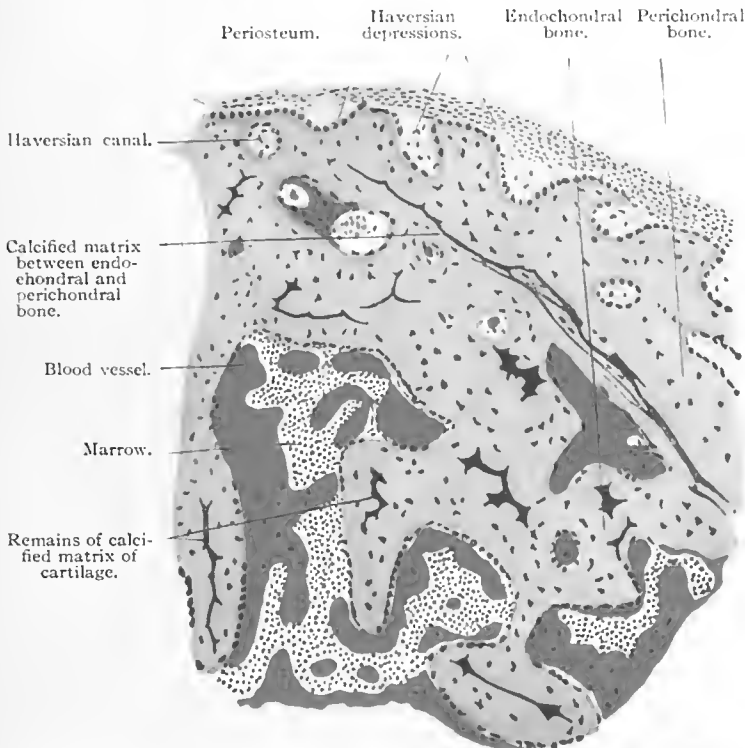 Periosteum.
Haversian
depressions.
Endochondral
bone.
Perichondral
bone.
Haversian canal.
Calcified matrix
between endo-
chondral and
perichondral
bone.
Blood vessel.
Marrow.
Remains of calci-
fied matrix of
cartilage.